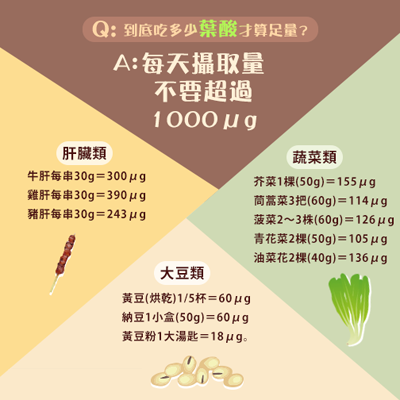 Q: 到底吃多少葉酸才算足量?
A:每天攝取量
不要超過
1000μg
肝臟類
牛肝每串30g=300μg
雞肝每串30g=390μg
豬肝每串30g=243μg
蔬菜類
芥菜1棵(50g)=155μg
茼蒿菜3把(60g)=114μg
菠菜2～3株(60g)=126μg
青花菜2棵(50g)=105μg
油菜花2棵(40g)=136μg
大豆類
黃豆(烘乾)1/5杯=60μg
納豆1小盒(50g)=60μg
黃豆粉1大湯匙=18μg。